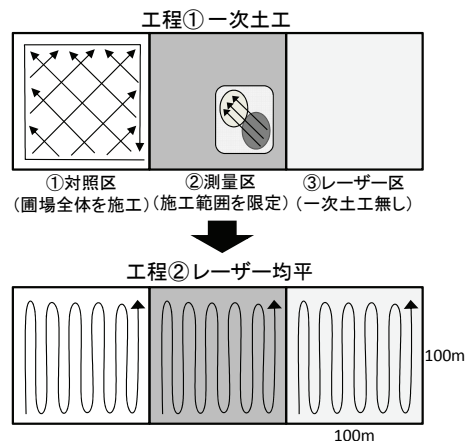 工程① 一次土工
①対照区
(圃場全体を施工)
②測量区
(施工範囲を限定)
③レーザー区
(一次土工無し)
工程② レーザー均平
100m
100m